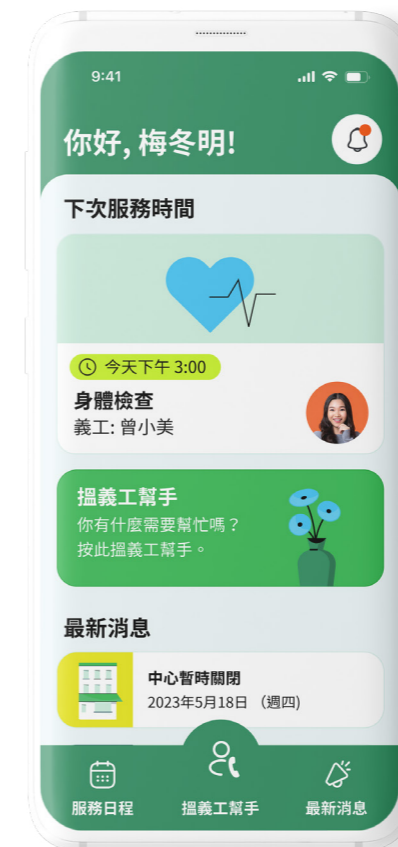 9:41
你好, 梅冬明!
下次服務時間
今天下午 3:00
身體檢查
義工: 曾小美
搵義工幫手
你有什麼需要幫忙嗎？
按此搵義工幫手。
最新消息
中心暫時關閉
2023年5月18日 （週四)
服務日程
搵義工幫手
最新消息